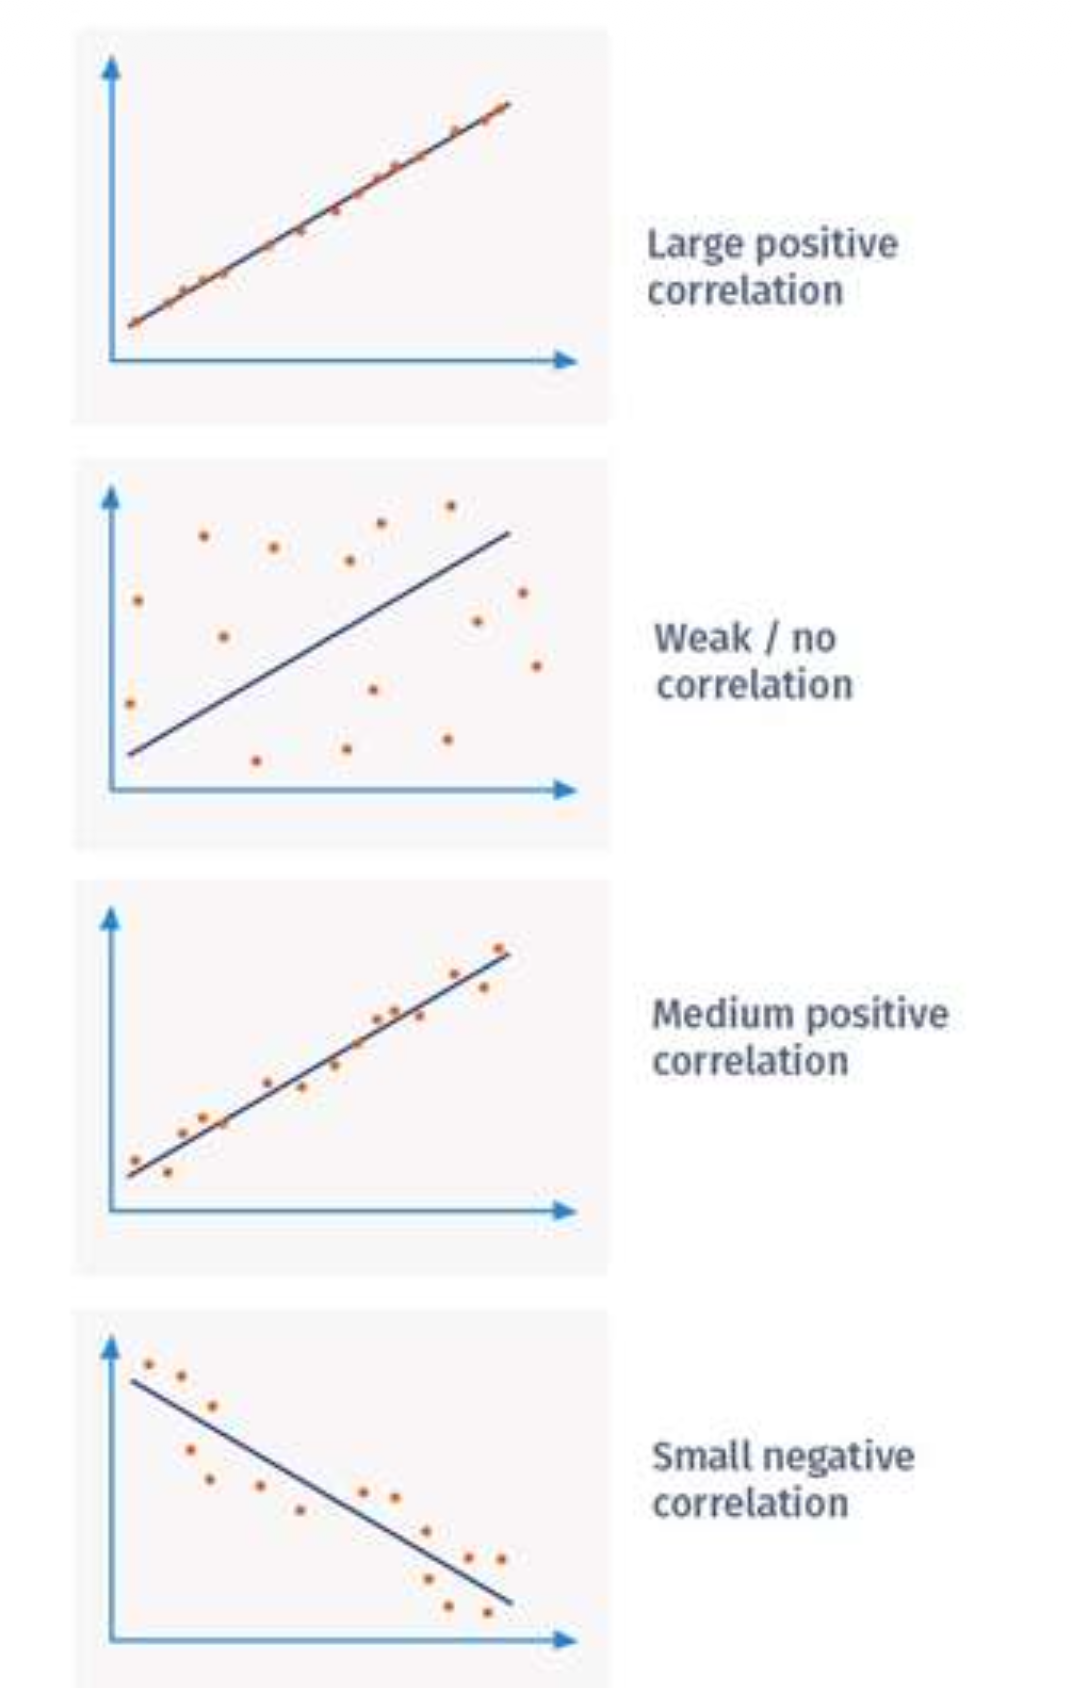 Large positive
correlation
Weak / no
correlation
Medium positive
correlation
Small negative
correlation